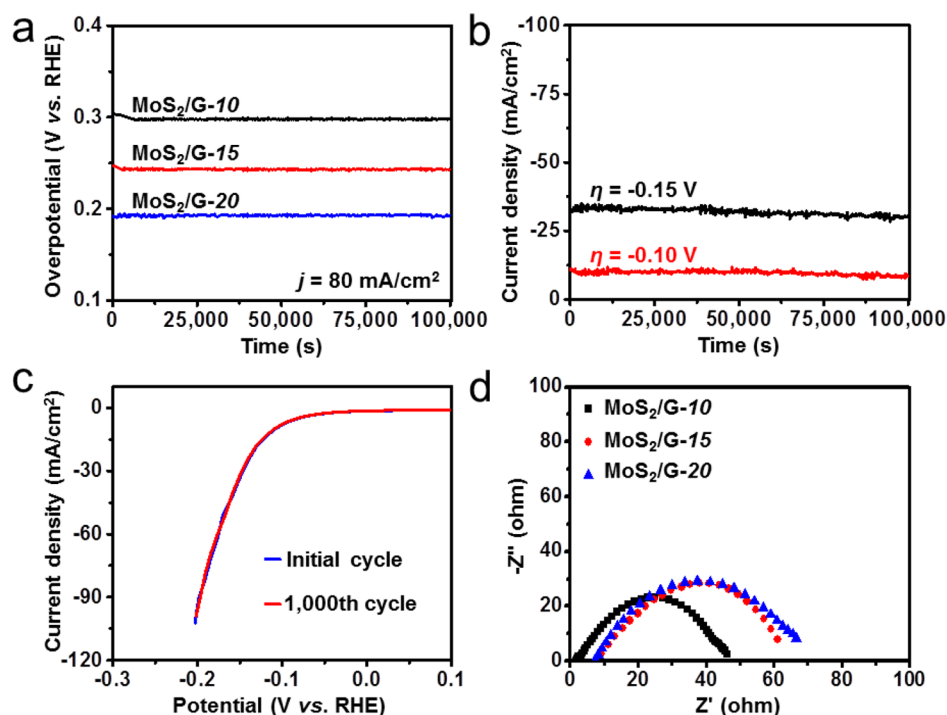 a
0.4
0.3
0.2
0.1
Overpotential (V vs. RHE)
MoS₂/G-10
MoS₂/G-15
MoS₂/G-20
j = 80 mA/cm²
0 25,000 50,000 75,000 100,000
Time (s)
b
-100
-75
-50
-25
0
Current density (mA/cm²)
η = -0.15 V
η = -0.10 V
0 25,000 50,000 75,000 100,000
Time (s)
c
0
-30
-60
-90
-120
Current density (mA/cm²)
Initial cycle
1,000th cycle
-0.3 -0.2 -0.1 0.0 0.1
Potential (V vs. RHE)
d
100
80
60
40
20
0
-Z'' (ohm)
MoS₂/G-10
MoS₂/G-15
MoS₂/G-20
0 20 40 60 80 100
Z' (ohm)